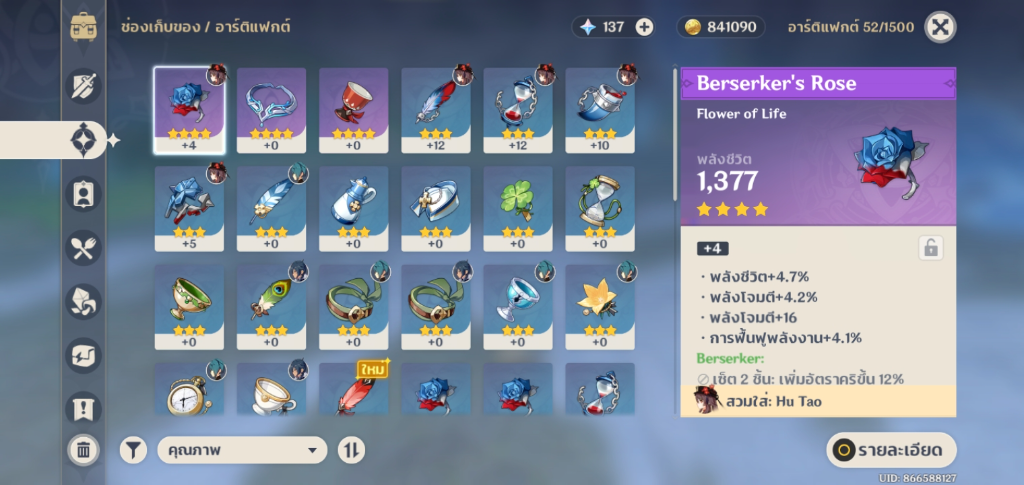 ช่องเก็บของ / อาร์ติแฟกต์
137
841090
อาร์ติแฟกต์ 52/1500
+4
+0
+0
+12
+12
+10
+5
+0
+0
+0
+0
+0
+0
+0
+0
+0
+0
+0
ใหม่
คุณภาพ
Berserker's Rose
Flower of Life
พลังชีวิต
1,377
+4
· พลังชีวิต+4.7%
· พลังโจมตี+4.2%
· พลังโจมตี+16
· การฟื้นฟูพลังงาน+4.1%
Berserker:
เซ็ต 2 ชิ้น: เพิ่มอัตราคริขึ้น 12%
สวมใส่: Hu Tao
รายละเอียด
UID: 866588127